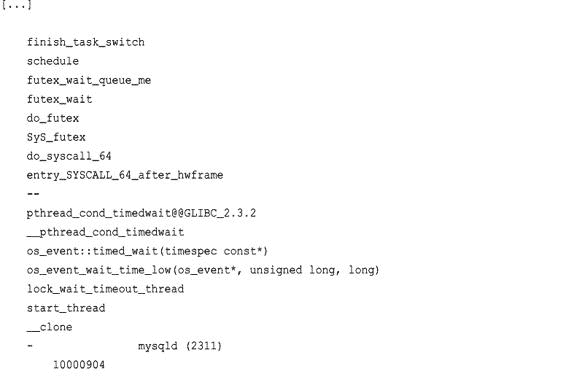 [...]
finish_task_switch
schedule
futex_wait_queue_me
futex_wait
do_futex
SyS_futex
do_syscall_64
entry_SYSCALL_64_after_hwframe
--
pthread_cond_timedwait@@GLIBC_2.3.2
__pthread_cond_timedwait
os_event::timed_wait(timespec const*)
os_event_wait_time_low(os_event*, unsigned long, long)
lock_wait_timeout_thread
start_thread
__clone
- mysqld (2311)
10000904